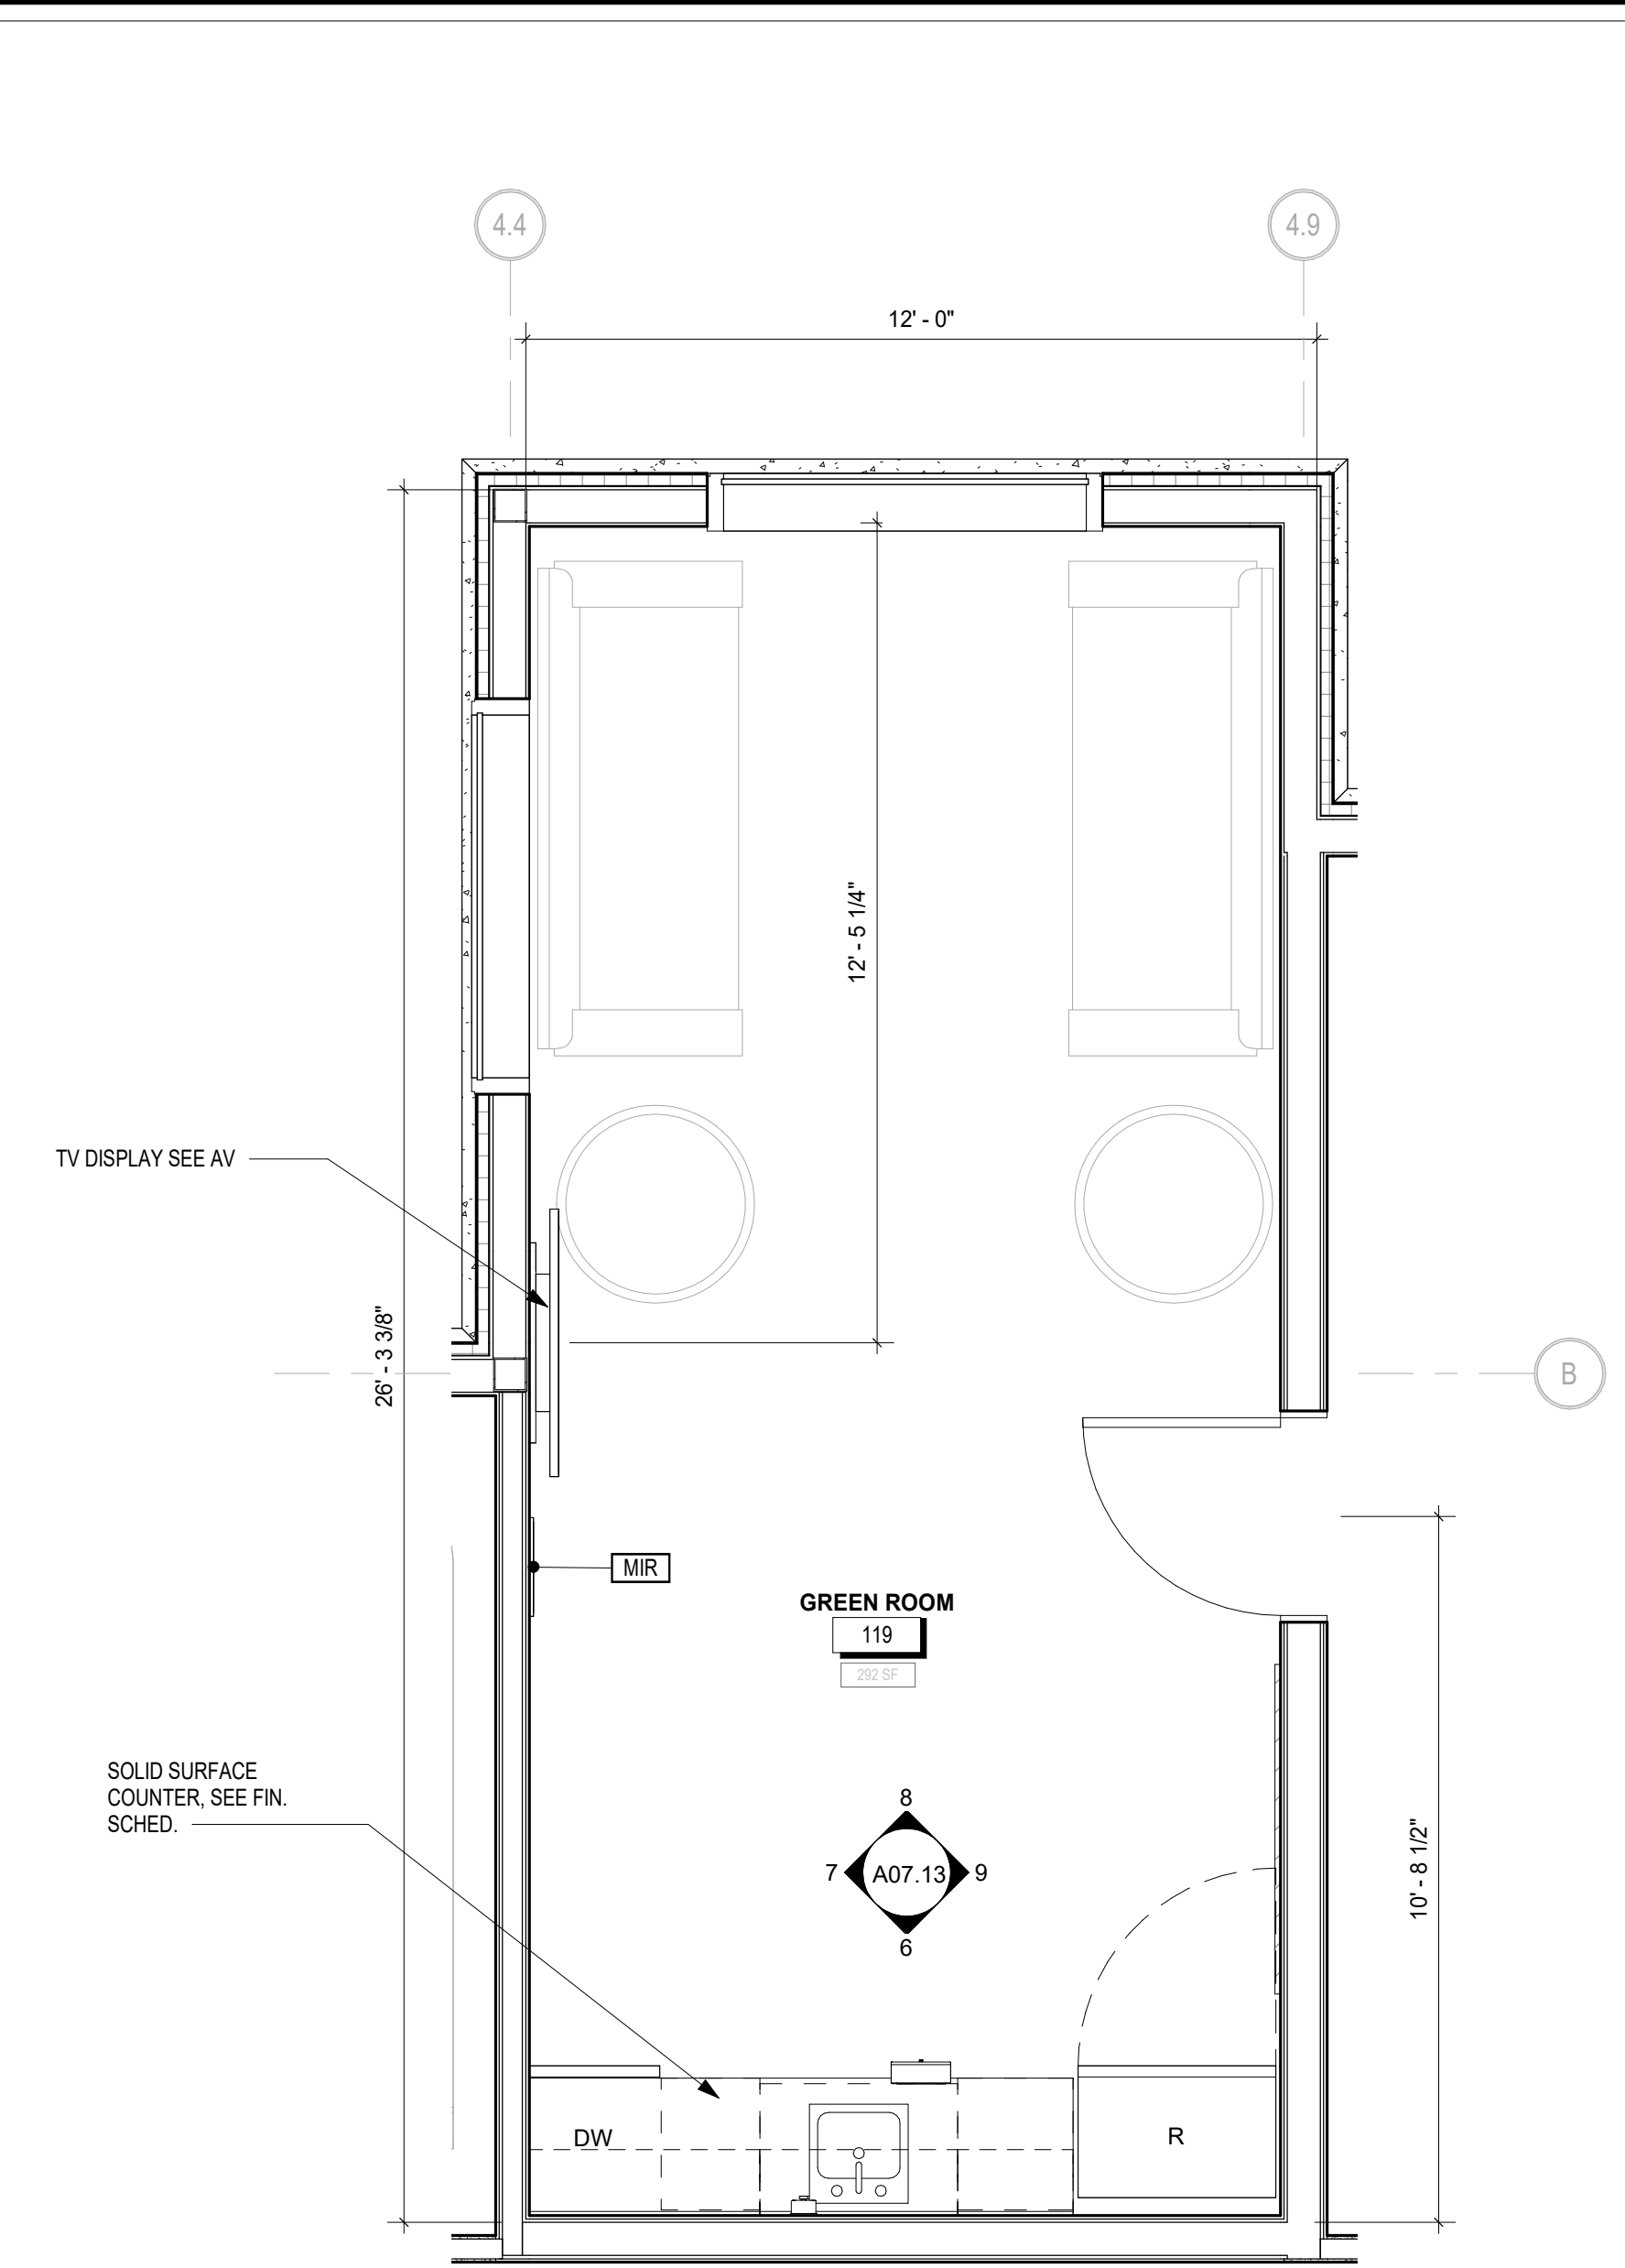 4.4
4.9
12' - 0"
12' - 5 1/4"
TV DISPLAY SEE AV
26' - 3 3/8"
B
MIR
GREEN ROOM
119
292 SF
SOLID SURFACE
COUNTER, SEE FIN.
SCHED.
8
7
A07.13
9
6
10' - 8 1/2"
DW
R